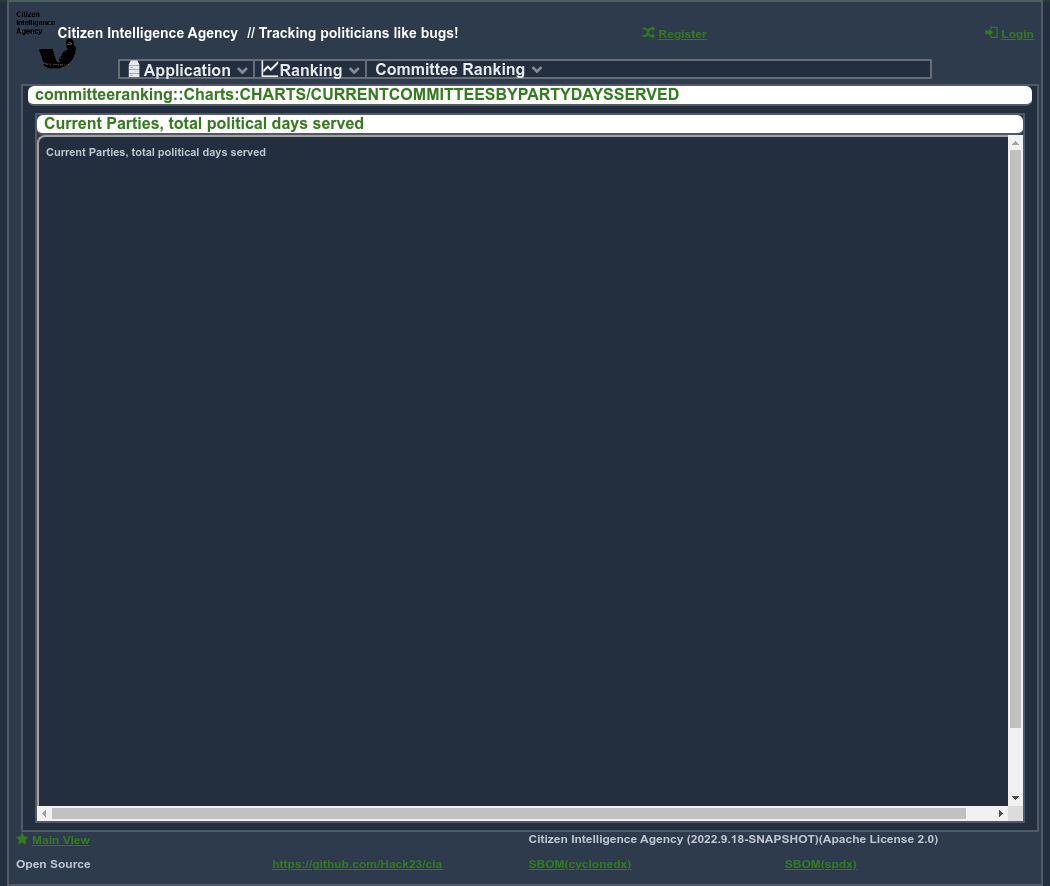 Citizen
Intelligence
Agency
Citizen Intelligence Agency // Tracking politicians like bugs!
Register
Login
Application
Ranking
Committee Ranking
committeeranking::Charts:CHARTS/CURRENTCOMMITTEESBYPARTYDAYSSERVED
Current Parties, total political days served
Current Parties, total political days served
Main View
Citizen Intelligence Agency (2022.9.18-SNAPSHOT)(Apache License 2.0)
Open Source
https://github.com/Hack23/cia
SBOM(cyclonedx)
SBOM(spdx)